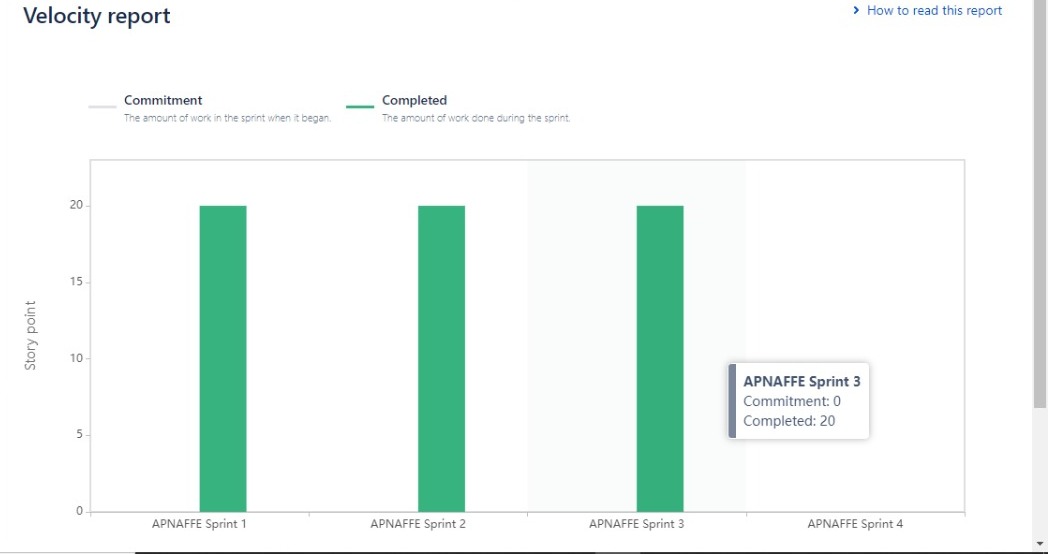 Velocity report
How to read this report
Commitment
The amount of work in the sprint when it began.
Completed
The amount of work done during the sprint.
Story point
20
15
10
5
0
APNAFFE Sprint 3
Commitment: 0
Completed: 20
APNAFFE Sprint 1
APNAFFE Sprint 2
APNAFFE Sprint 3
APNAFFE Sprint 4